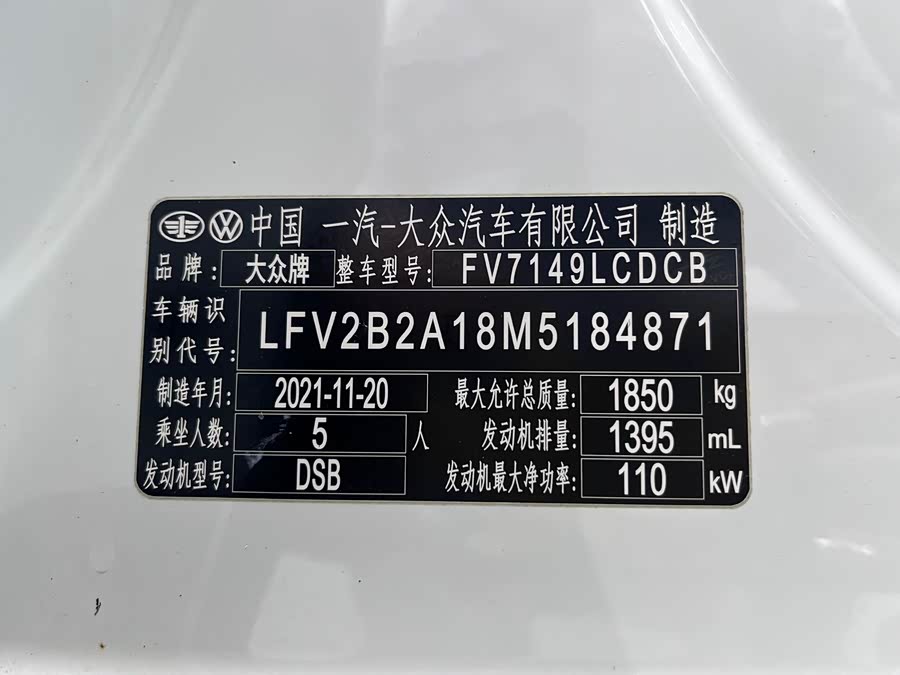 中国 一汽-大众汽车有限公司 制造
品牌: 大众牌 整车型号: FV7149LCDCB
车辆识别代号: LFV2B2A18M5184871
制造年月: 2021-11-20 最大允许总质量: 1850 kg
乘坐人数: 5 人 发动机排量: 1395 mL
发动机型号: DSB 发动机最大净功率: 110 kW